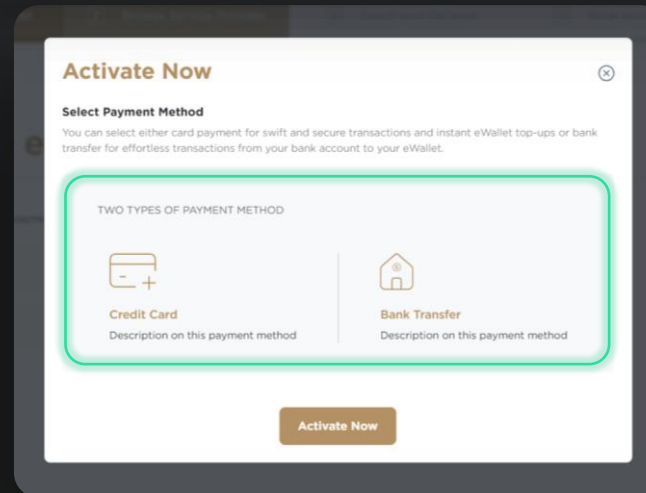 Activate Now
Select Payment Method
You can select either card payment for swift and secure transactions and instant eWallet top-ups or bank
transfer for effortless transactions from your bank account to your eWallet.
TWO TYPES OF PAYMENT METHOD
Credit Card
Description on this payment method
Bank Transfer
Description on this payment method
Activate Now